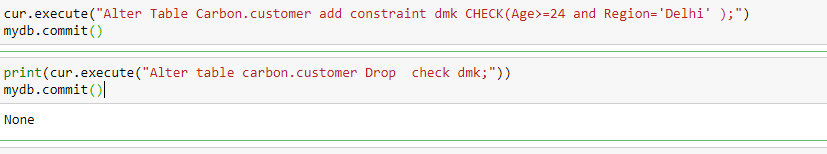 cur.execute("Alter Table Carbon.customer add constraint dmk CHECK(Age>=24 and Region='Delhi' );")
mydb.commit()
print(cur.execute("Alter table carbon.customer Drop  check dmk;"))
mydb.commit()
None